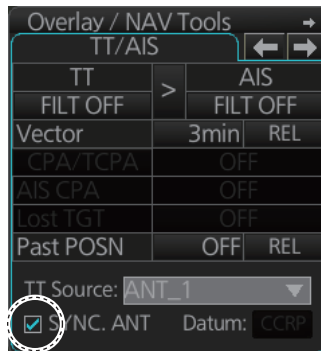 Overlay / NAV Tools
TT/AIS
TT > AIS
FILT OFF FILT OFF
Vector 3min REL
CPA/TCPA OFF
AIS CPA OFF
Lost TGT OFF
Past POSN OFF REL
TT Source: ANT_1
SYNC. ANT Datum: CCRP